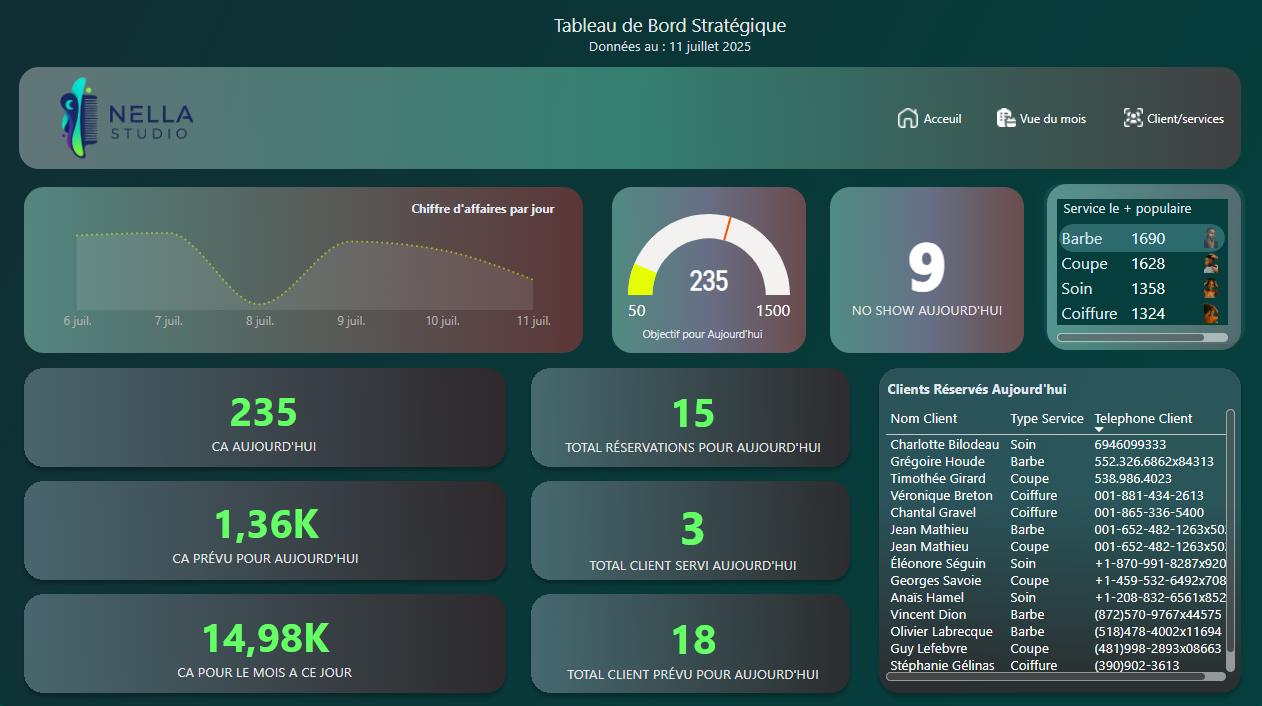 Tableau de Bord Stratégique
Données au : 11 juillet 2025
NELLA
STUDIO
Acceuil
Vue du mois
Client/services
Chiffre d'affaires par jour
6 juil.
7 juil.
8 juil.
9 juil.
10 juil.
11 juil.
235
50
1500
Objectif pour Aujourd'hui
9
NO SHOW AUJOURD'HUI
Service le + populaire
Barbe 1690
Coupe 1628
Soin 1358
Coiffure 1324
235
CA AUJOURD'HUI
15
TOTAL RÉSERVATIONS POUR AUJOURD'HUI
1,36K
CA PRÉVU POUR AUJOURD'HUI
3
TOTAL CLIENT SERVI AUJOURD'HUI
14,98K
CA POUR LE MOIS A CE JOUR
18
TOTAL CLIENT PRÉVU POUR AUJOURD'HUI
Clients Réservés Aujourd'hui
Nom Client Type Service Telephone Client
Charlotte Bilodeau Soin 6946099333
Grégoire Houde Barbe 552.326.6862x84313
Timothée Girard Coupe 538.986.4023
Véronique Breton Coiffure 001-881-434-2613
Chantal Gravel Coiffure 001-865-336-5400
Jean Mathieu Barbe 001-652-482-1263x50
Jean Mathieu Coupe 001-652-482-1263x50
Éléonore Séguin Soin +1-870-991-8287x920
Georges Savoie Coupe +1-459-532-6492x708
Anaïs Hamel Soin +1-208-832-6561x852
Vincent Dion Barbe (872)570-9767x44575
Olivier Labrecque Barbe (518)478-4002x11694
Guy Lefebvre Coupe (481)998-2893x08663
Stéphanie Gélinas Coiffure (390)902-3613